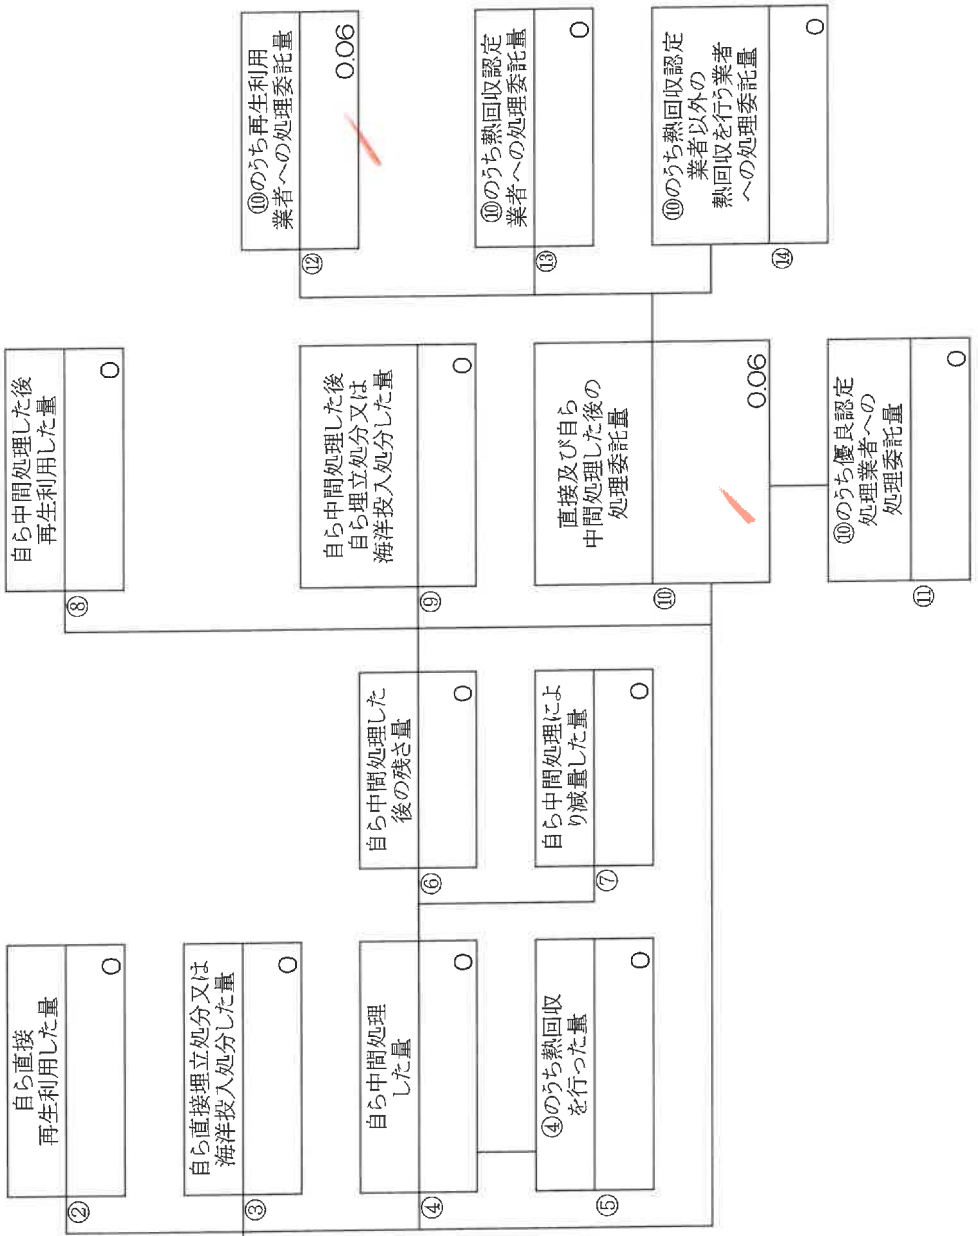 ②
自ら直接
再生利用した量
0
③
自ら直接埋立処分又は
海洋投入処分した量
0
④
自ら中間処理
した量
0
⑤
④のうち熱回収
を行った量
0
⑥
自ら中間処理した
後の残さ量
0
⑦
自ら中間処理によ
り減量した量
0
⑧
自ら中間処理した後
再生利用した量
0
⑨
自ら中間処理した後
自ら埋立処分又は
海洋投入処分した量
0
⑩
直接及び自ら
中間処理した後の
処理委託量
0.06
⑪
⑩のうち優良認定
処理業者への
処理委託量
0
⑫
⑩のうち再生利用
業者への処理委託量
0.06
⑬
⑩のうち熱回収認定
業者への処理委託量
0
⑭
⑩のうち熱回収認定
業者以外の
熱回収を行う業者
への処理委託量
0